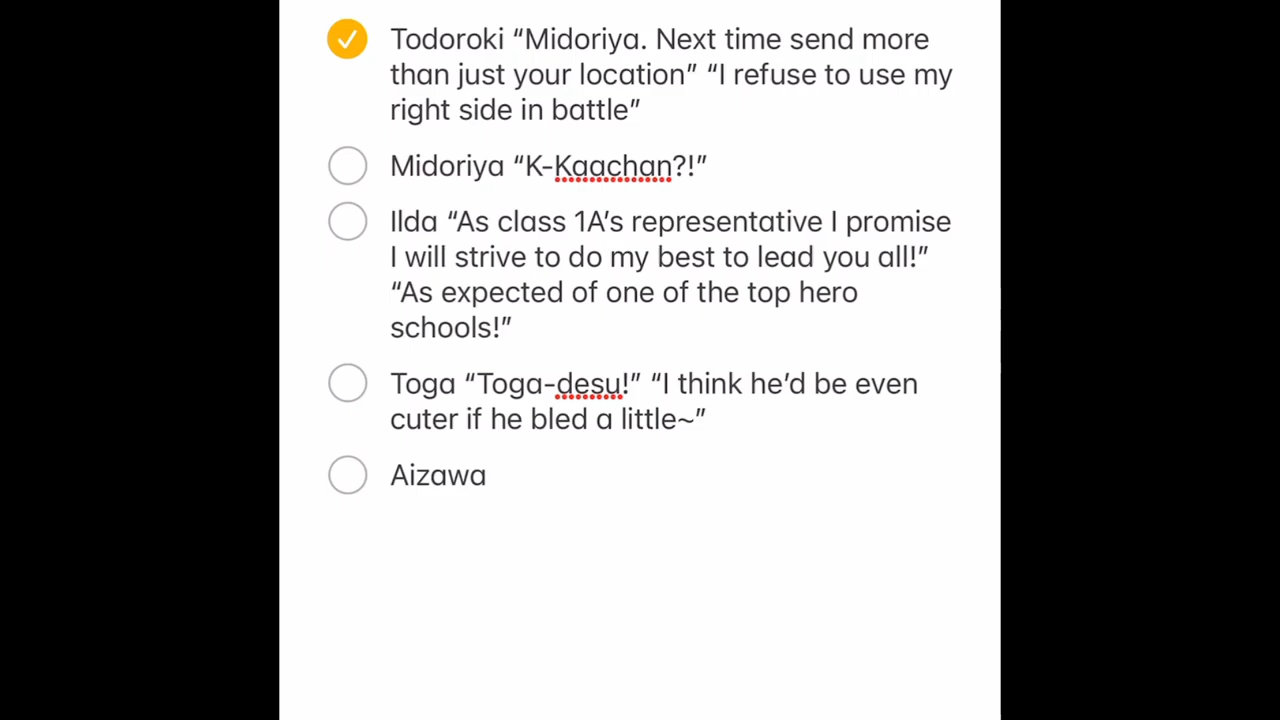 Todoroki “Midoriya. Next time send more
than just your location” “I refuse to use my
right side in battle”
Midoriya “K-Kaachan?!”
Ilda “As class 1A’s representative I promise
I will strive to do my best to lead you all!”
“As expected of one of the top hero
schools!”
Toga “Toga-desu!” “I think he’d be even
cuter if he bled a little~”
Aizawa